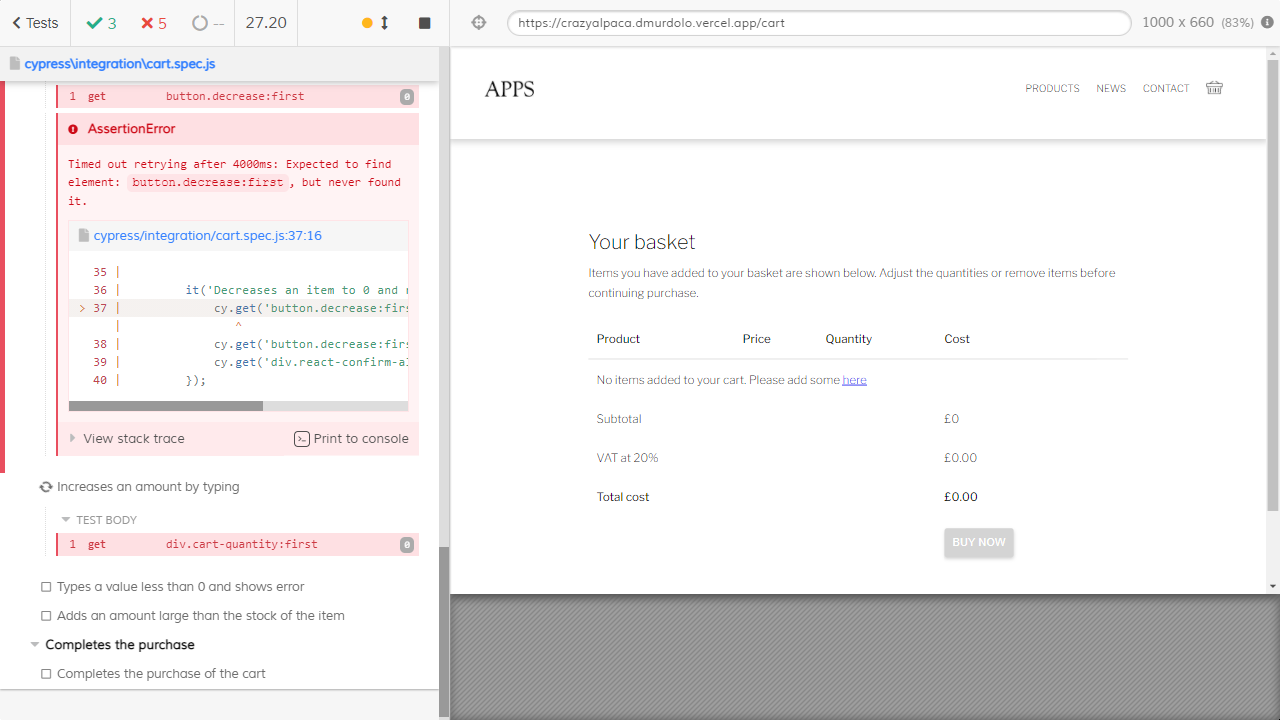 Tests
3
5
--
27.20
https://crazyalpaca.dmurdolo.vercel.app/cart
1000 x 660 (83%)
cypress\integration\cart.spec.js
1 get button.decrease:first 0
AssertionError
Timed out retrying after 4000ms: Expected to find
element: button.decrease:first, but never found
it.
cypress/integration/cart.spec.js:37:16
35 |
36 | it('Decreases an item to 0 and
> 37 | cy.get('button.decrease:firs
| ^
38 | cy.get('button.decrease:firs
39 | cy.get('div.react-confirm-a
40 | });
View stack trace
Print to console
Increases an amount by typing
TEST BODY
1 get div.cart-quantity:first 0
Types a value less than 0 and shows error
Adds an amount large than the stock of the item
Completes the purchase
Completes the purchase of the cart
APPS
PRODUCTS NEWS CONTACT
Your basket
Items you have added to your basket are shown below. Adjust the quantities or remove items before
continuing purchase.
Product Price Quantity Cost
No items added to your cart. Please add some here
Subtotal £0
VAT at 20% £0.00
Total cost £0.00
BUY NOW